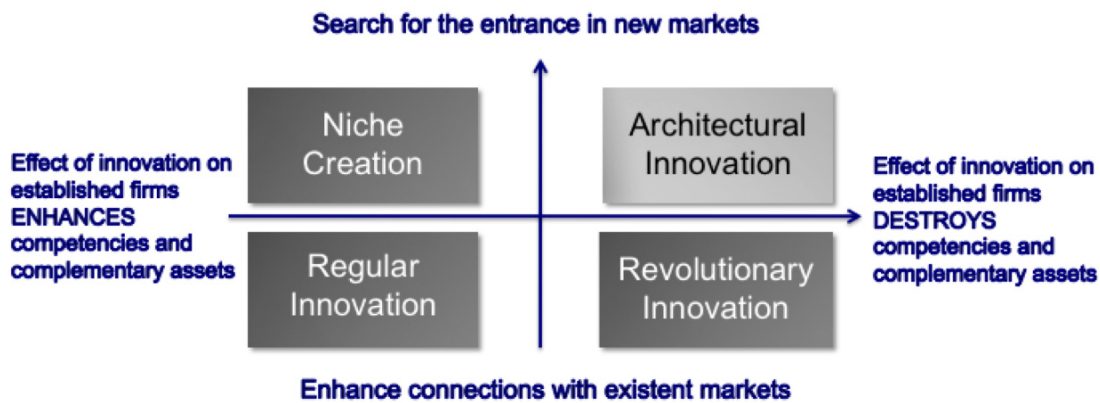 Search for the entrance in new markets
Niche
Creation
Architectural
Innovation
Effect of innovation on
established firms
ENHANCES
competencies and
complementary assets
Effect of innovation on
established firms
DESTROYS
competencies and
complementary assets
Regular
Innovation
Revolutionary
Innovation
Enhance connections with existent markets